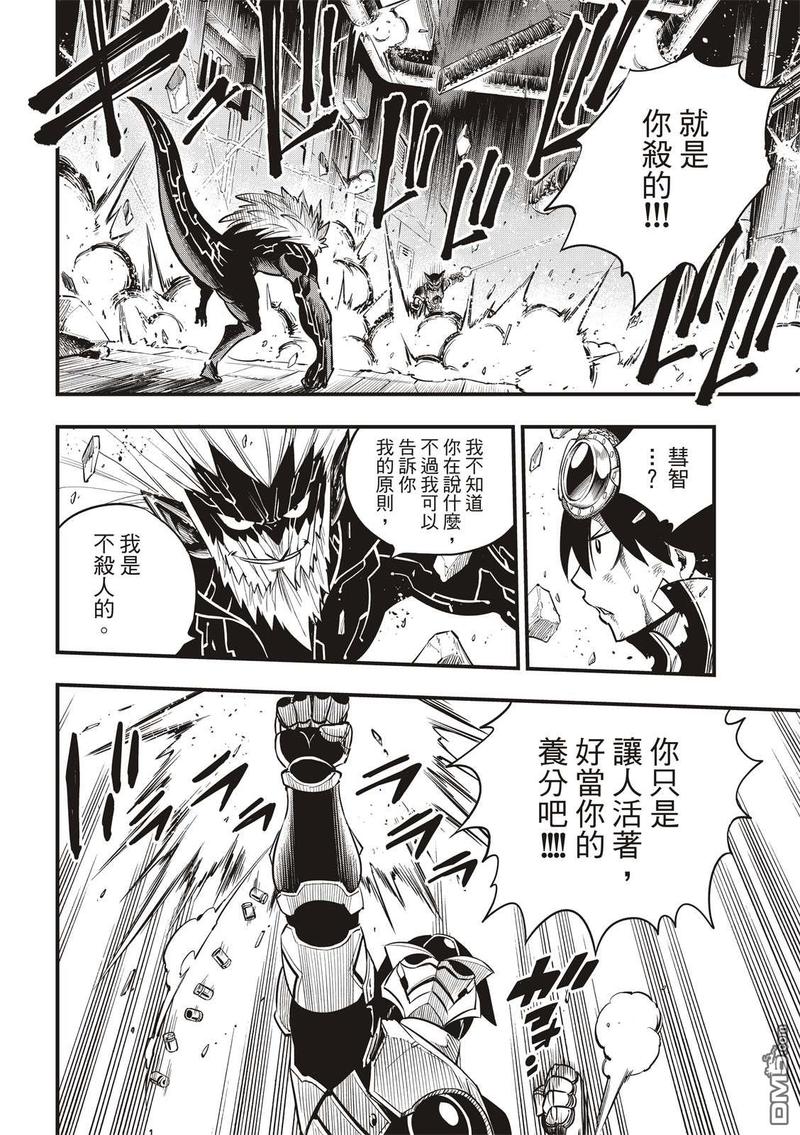 就是
你殺的!!!
彗智
…?
我不知道
你在說什麼,
不過我可以
告訴你
我的原則,
我是
不殺人的。
你只是
讓人活著,
好當你的
養分吧!!!!
DM5.com